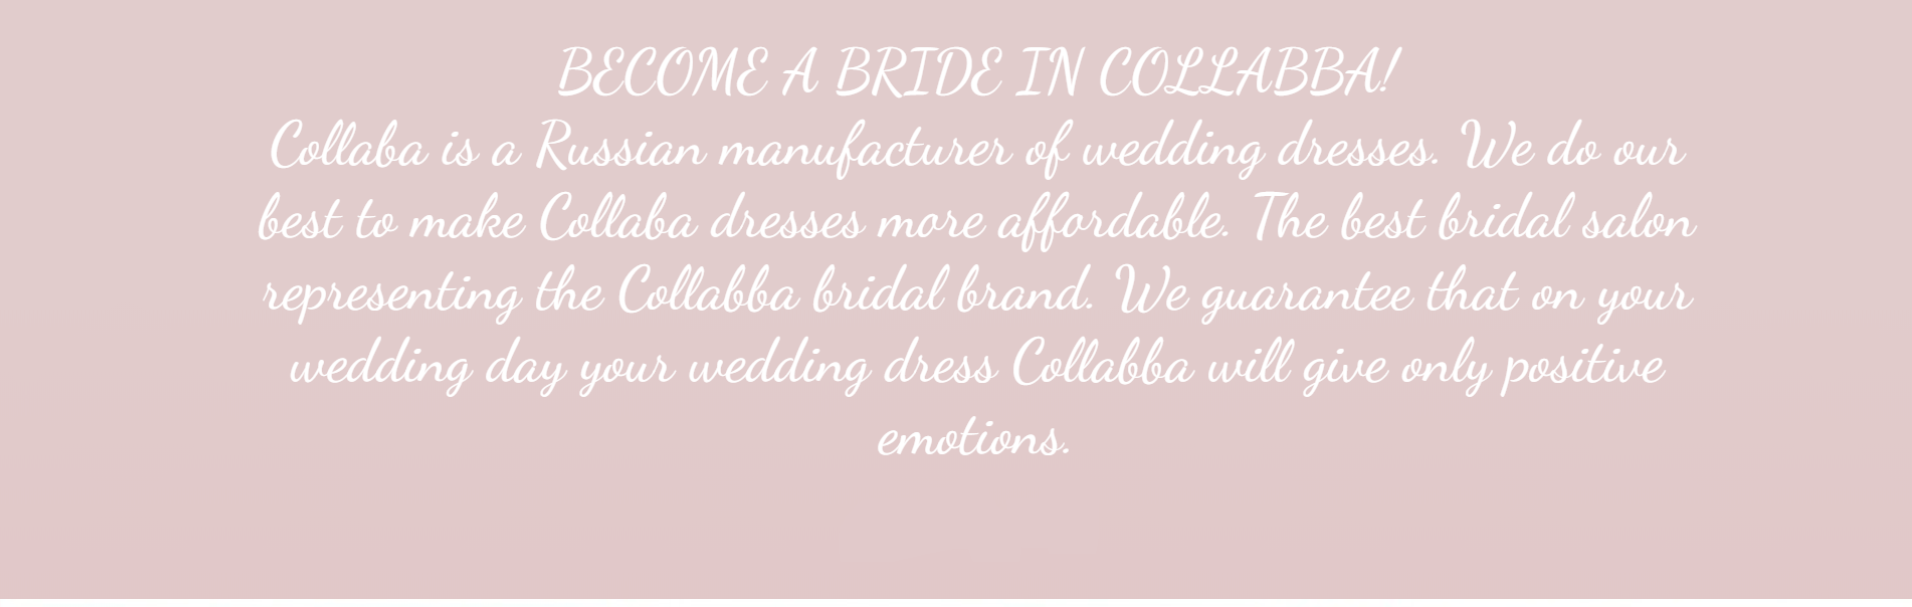 BECOME A BRIDE IN COLLABBA!
Collaba is a Russian manufacturer of wedding dresses. We do our
best to make Collaba dresses more affordable. The best bridal salon
representing the Collabba bridal brand. We guarantee that on your
wedding day your wedding dress Collabba will give only positive
emotions.